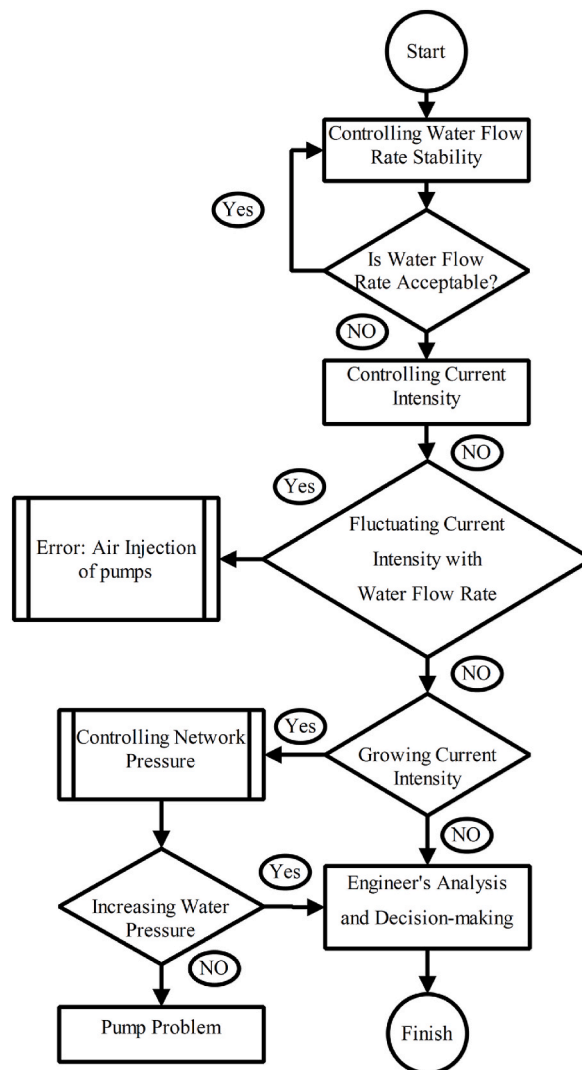 Start
Controlling Water Flow
Rate Stability
Yes
Is Water Flow
Rate Acceptable?
NO
Controlling Current
Intensity
NO
Yes
Fluctuating Current
Intensity with
Water Flow Rate
Error: Air Injection
of pumps
NO
Yes
Growing Current
Intensity
Controlling Network
Pressure
NO
Yes
Increasing Water
Pressure
Engineer's Analysis
and Decision-making
NO
Pump Problem
Finish